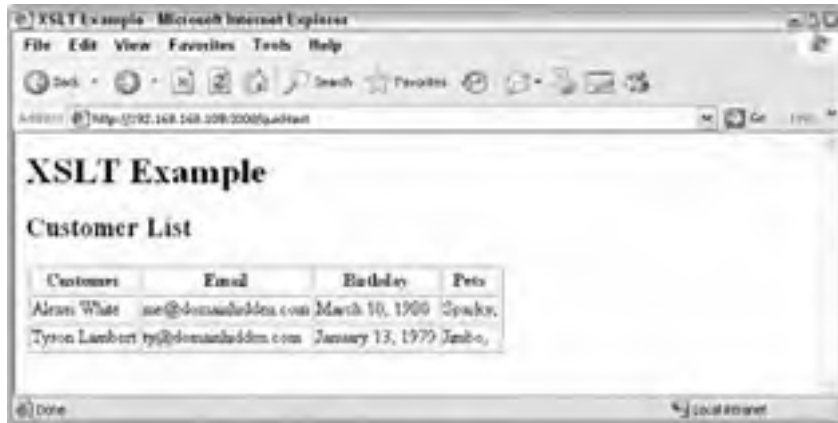 XSLT Example - Microsoft Internet Explorer
File Edit View Favorites Tools Help
Back Search Favorites
Address Go
XSLT Example
Customer List
Customer Email Birthday Pets
Alexei White me@domainhidden.com March 10, 1980 Sparky,
Tyson Lambert ty@domainhidden.com January 13, 1979 Jimbo,
Done Local intranet